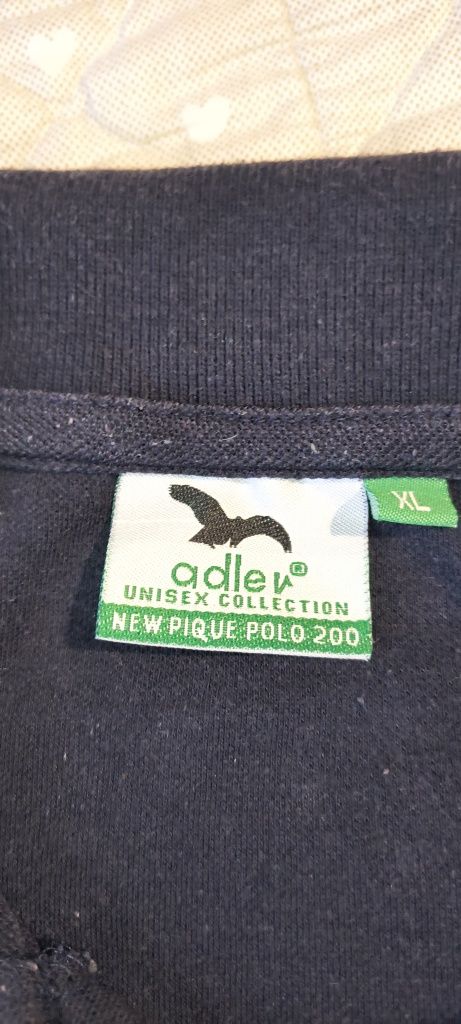 XL
adler®
UNISEX COLLECTION
NEW PIQUE POLO 200